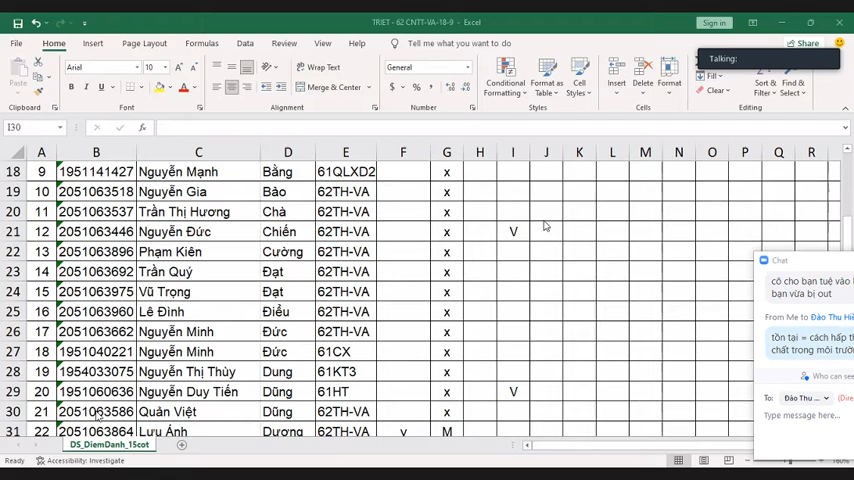 TRIET - 62 CNTT-VA-18-9 - Excel
Sign in
File Home Insert Page Layout Formulas Data Review View Help Tell me what you want to do Share
Talking:
Paste
Arial 10 A A
Wrap Text
General
Conditional Formatting
Format as Table
Cell Styles
Insert Delete Format
Fill
Clear
Sort & Filter
Find & Select
B I U A
Merge & Center
$ %
Clipboard Font Alignment Number Styles Cells Editing
I30 fx
A B C D E F G H I J K L M N O P Q R
18 9 1951141427 Nguyễn Mạnh Bằng 61QLXD2 x
19 10 2051063518 Nguyễn Gia Bảo 62TH-VA x
20 11 2051063537 Trần Thị Hương Chà 62TH-VA x
21 12 2051063446 Nguyễn Đức Chiến 62TH-VA x V
22 13 2051063896 Phạm Kiên Cường 62TH-VA x
23 14 2051063692 Trần Quý Đạt 62TH-VA x
24 15 2051063975 Vũ Trọng Đạt 62TH-VA x
25 16 2051063960 Lê Đình Điểu 62TH-VA x
26 17 2051063662 Nguyễn Minh Đức 62TH-VA x
27 18 1951040221 Nguyễn Minh Đức 61CX x
28 19 1954033075 Nguyễn Thị Thùy Dung 61KT3 x
29 20 1951060636 Nguyễn Duy Tiến Dũng 61HT x V
30 21 2051063586 Quản Việt Dũng 62TH-VA x
31 22 2051063864 Lưu Ánh Dương 62TH-VA v M
Chat
cô cho bạn tuệ vào
bạn vừa bị out
From Me to Đào Thu Hiề
tồn tại = cách hấp th
chất trong môi trườ
Who can see
To: Đào Thu ... (Dire
Type message here...
DS_DiemDanh_15cot
Ready Accessibility: Investigate 160%